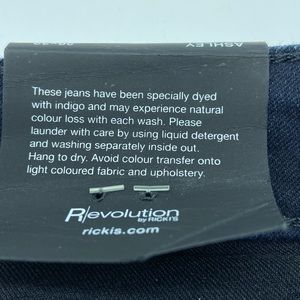 ASHLEY
These jeans have been specially dyed
with indigo and may experience natural
colour loss with each wash. Please
launder with care by using liquid detergent
and washing separately inside out.
Hang to dry. Avoid colour transfer onto
light coloured fabric and upholstery.
R/evolution
by RICKI'S
rickis.com